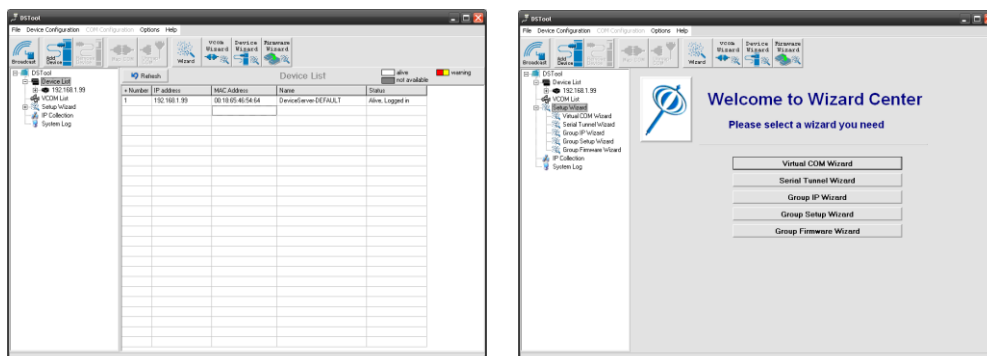 DSTool
File Device Configuration COM Configuration Options Help
Broadcast Add Device Wizard VCOM Wizard Device Wizard Firmware Wizard
DSTool
Device List
192.168.1.99
VCOM List
Setup Wizard
IP Collection
System Log
Refresh Device List alive not available warning
Number IP address MAC Address Name Status
1 192.168.1.99 00:18:65:46:54:64 DeviceServer-DEFAULT Alive, Logged in
DSTool
File Device Configuration COM Configuration Options Help
Broadcast Add Device Wizard VCOM Wizard Device Wizard Firmware Wizard
DSTool
Device List
192.168.1.99
VCOM List
Setup Wizard
Virtual COM Wizard
Serial Tunnel Wizard
Group IP Wizard
Group Setup Wizard
Group Firmware Wizard
IP Collection
System Log
Welcome to Wizard Center
Please select a wizard you need
Virtual COM Wizard
Serial Tunnel Wizard
Group IP Wizard
Group Setup Wizard
Group Firmware Wizard